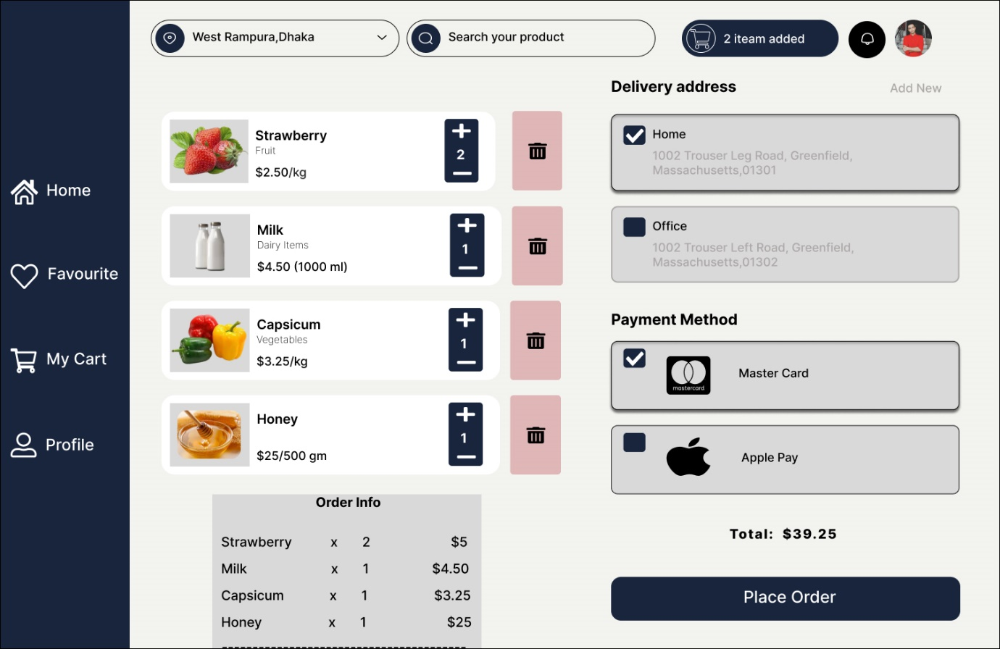 West Rampura,Dhaka
Search your product
2 iteam added
Home
Favourite
My Cart
Profile
Strawberry
Fruit
$2.50/kg
2
Milk
Dairy Items
$4.50 (1000 ml)
1
Capsicum
Vegetables
$3.25/kg
1
Honey
$25/500 gm
1
Order Info
Strawberry x 2 $5
Milk x 1 $4.50
Capsicum x 1 $3.25
Honey x 1 $25
Delivery address
Add New
Home
1002 Trouser Leg Road, Greenfield,
Massachusetts,01301
Office
1002 Trouser Left Road, Greenfield,
Massachusetts,01302
Payment Method
mastercard
Master Card
Apple Pay
Total: $39.25
Place Order